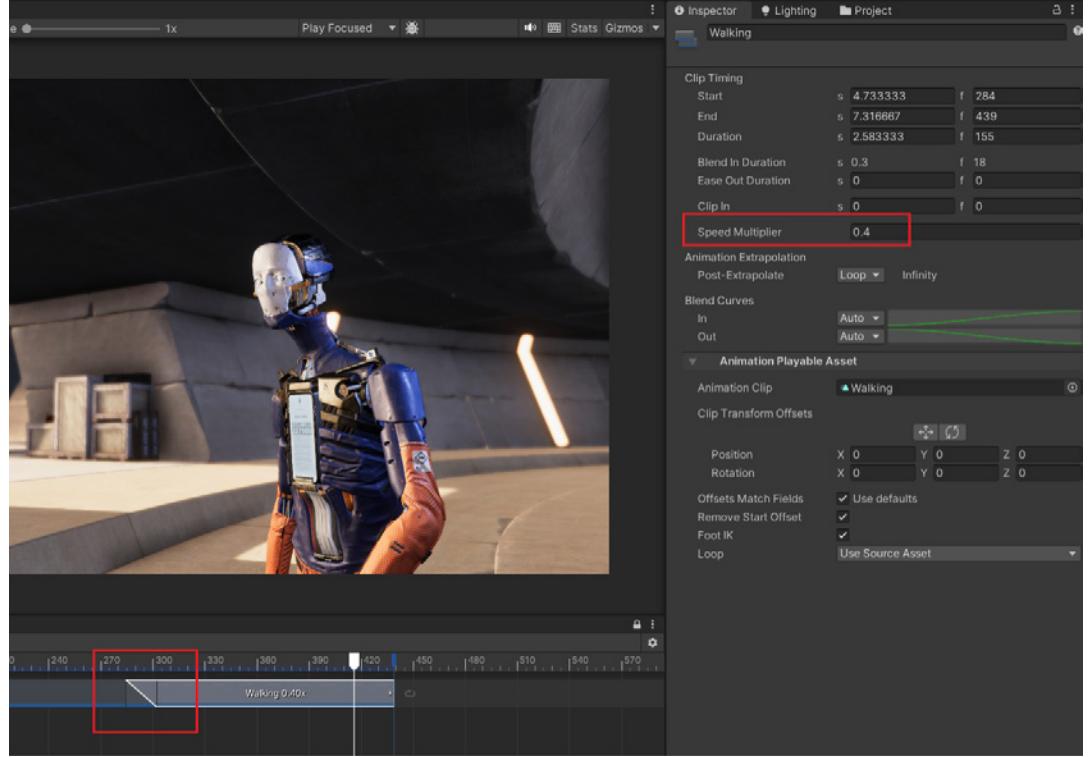 Inspector Lighting Project
e 1x Play Focused Stats Gizmos
Walking
Clip Timing
Start s 4.733333 f 284
End s 7.316667 f 439
Duration s 2.583333 f 155
Blend In Duration s 0.3 f 18
Ease Out Duration s 0 f 0
Clip In s 0 f 0
Speed Multiplier 0.4
Animation Extrapolation
Post-Extrapolate Loop Infinity
Blend Curves
In Auto
Out Auto
Animation Playable Asset
Animation Clip Walking
Clip Transform Offsets
Position X 0 Y 0 Z 0
Rotation X 0 Y 0 Z 0
Offsets Match Fields Use defaults
Remove Start Offset
Foot IK
Loop Use Source Asset
0 240 270 300 330 360 390 420 450 480 510 540 570
Walking 0.40x